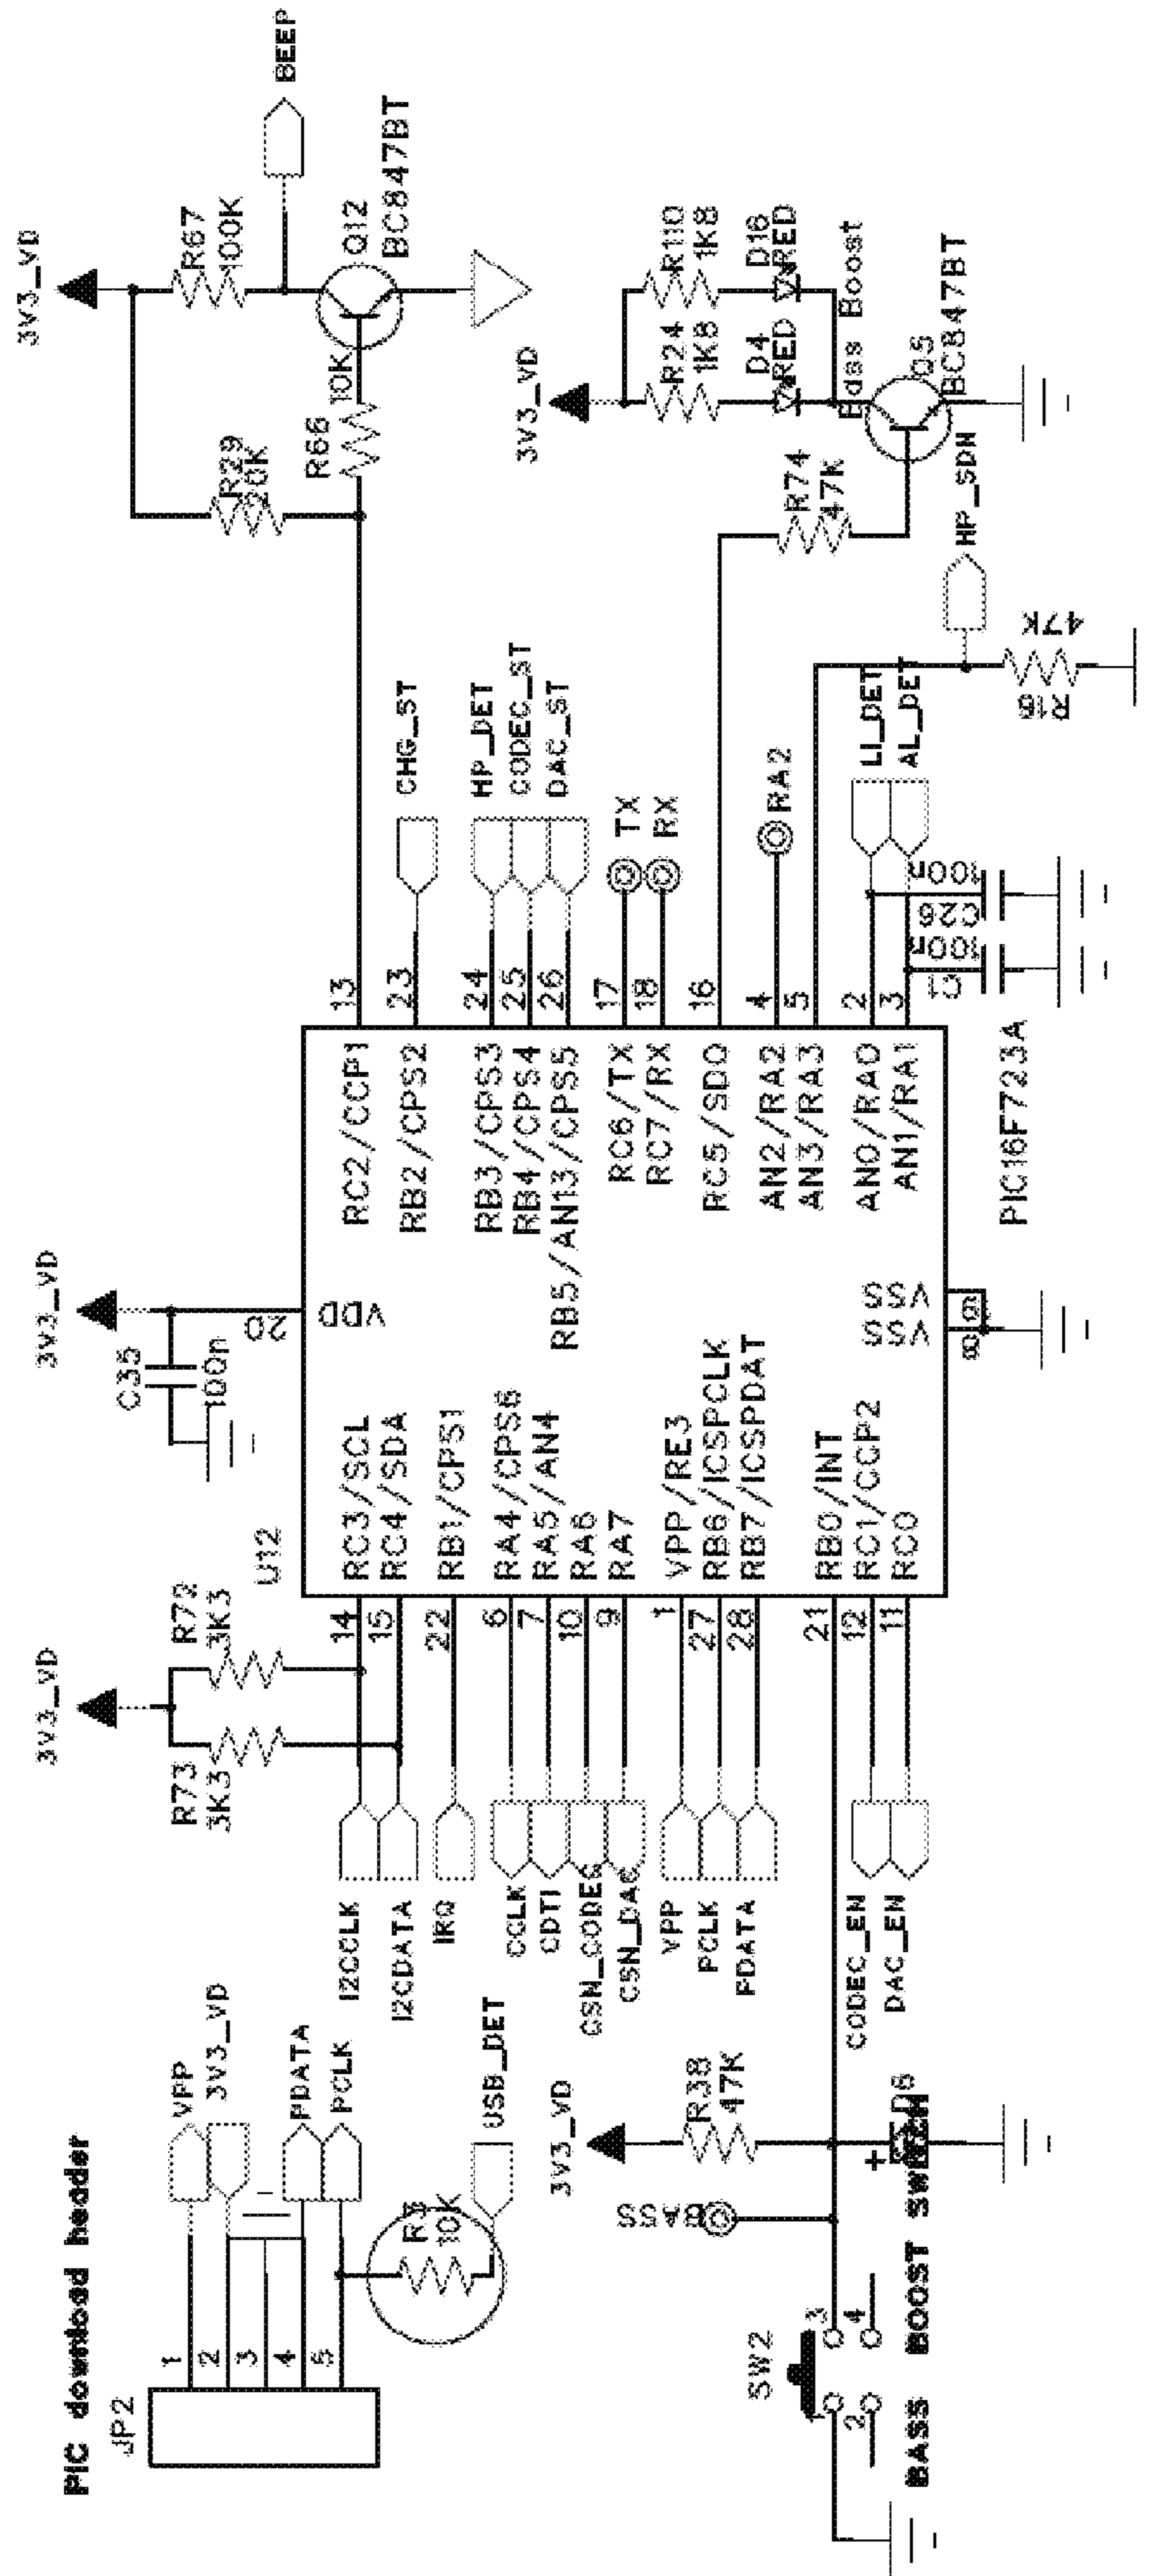 PIC download header
JP2
1
2
3
4
5
VPP
3V3_VD
PDATA
PCLK
10K
USB_DET
3V3_VD
R73
3K3
R72
3K3
I2CCLK
I2CDATA
IRQ
CCLK
CDTI
CSN_CODEC
CSN_DAC
VPP
PCLK
PDATA
CODEC_EN
DAC_EN
14
15
22
6
7
10
9
1
27
28
21
12
11
U12
RC3/SCL
RC4/SDA
RB1/CPS1
RA4/CPS6
RA5/AN4
RA6
RA7
VPP/RE3
RB6/ICSPCLK
RB7/ICSPDAT
RB0/INT
RC1/CCP2
RC0
3V3_VD
C35
100n
20
VDD
VSS
VSS
8
RC2/CCP1
RB2/CPS2
RB3/CPS3
RB4/CPS4
RB5/AN13/CPS5
RC6/TX
RC7/RX
RC5/SDO
AN2/RA2
AN3/RA3
AN0/RA0
AN1/RA1
PIC16F723A
13
23
24
25
26
17
18
16
4
5
2
3
CHG_ST
HP_DET
CODEC_ST
DAC_ST
TX
RX
RA2
LI_DET
AL_DET
C1
100n
C26
100n
HP_SDN
47K
3V3_VD
R29
20K
R67
100K
R66
10K
BEEP
Q12
BC847BT
3V3_VD
R24
1K8
R110
1K8
D4
RED
D16
RED
Bass Boost
R74
47K
Q5
BC847BT
3V3_VD
R38
47K
BASS
SW2
1
2
3
4
+
BASS BOOST SWITCH